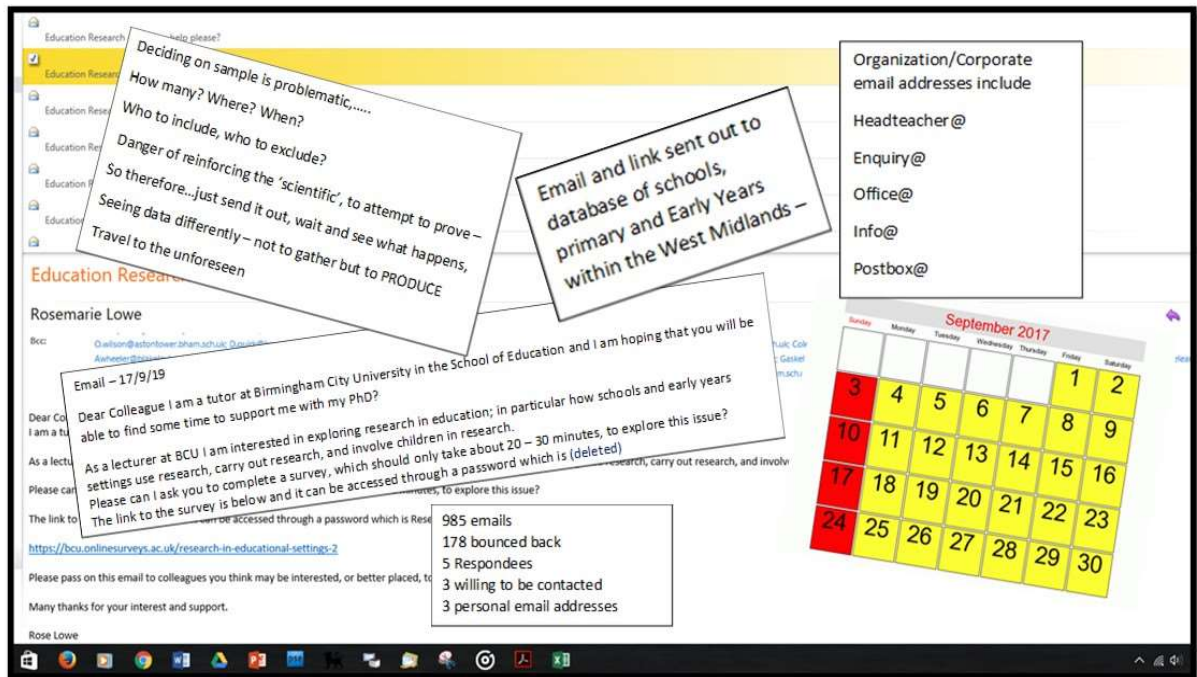 Education Research
help please?
Education Research
Education
Education
Education
Education
Deciding on sample is problematic,.....
How many? Where? When?
Who to include, who to exclude?
Danger of reinforcing the 'scientific', to attempt to prove –
So therefore...just send it out, wait and see what happens,
Seeing data differently – not to gather but to PRODUCE
Travel to the unforeseen
Email and link sent out to
database of schools,
primary and Early Years
within the West Midlands –
Organization/Corporate
email addresses include
Headteacher@
Enquiry@
Office@
Info@
Postbox@
Education
Rosemarie Lowe
Bcc:
September 2017
Sunday Monday Tuesday Wednesday Thursday Friday Saturday
1 2
3 4 5 6 7 8 9
10 11 12 13 14 15 16
17 18 19 20 21 22 23
24 25 26 27 28 29 30
Email – 17/9/19
Dear Colleague I am a tutor at Birmingham City University in the School of Education and I am hoping that you will be
able to find some time to support me with my PhD?
As a lecturer at BCU I am interested in exploring research in education; in particular how schools and early years
settings use research, carry out research, and involve children in research.
Please can I ask you to complete a survey, which should only take about 20 – 30 minutes, to explore this issue?
The link to the survey is below and it can be accessed through a password which is (deleted)
Dear
I am a
As a
research, carry out research, and
Please can
to explore this issue?
The link to
be accessed through a password which is
https://bcu.onlinesurveys.ac.uk/research-in-educational-settings-2
Please pass on this email to colleagues you think may be interested, or better placed,
Many thanks for your interest and support.
Rose Lowe
985 emails
178 bounced back
5 Respondees
3 willing to be contacted
3 personal email addresses